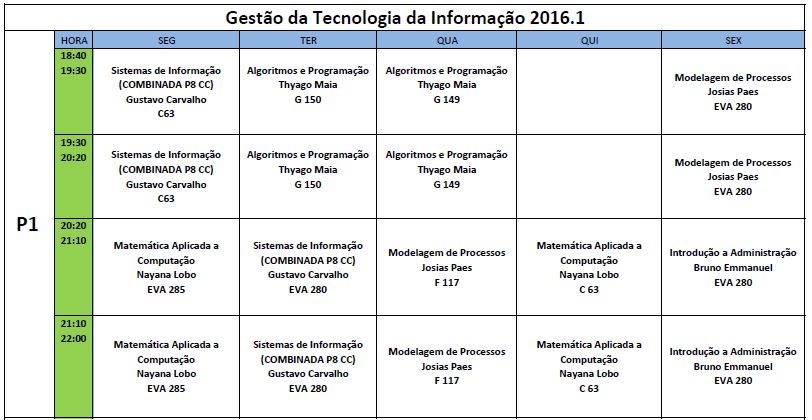 Gestão da Tecnologia da Informação 2016.1
HORA SEG TER QUA QUI SEX
P1
18:40
19:30
Sistemas de Informação
(COMBINADA P8 CC)
Gustavo Carvalho
C63
Algoritmos e Programação
Thyago Maia
G 150
Algoritmos e Programação
Thyago Maia
G 149
Modelagem de Processos
Josias Paes
EVA 280
19:30
20:20
Sistemas de Informação
(COMBINADA P8 CC)
Gustavo Carvalho
C63
Algoritmos e Programação
Thyago Maia
G 150
Algoritmos e Programação
Thyago Maia
G 149
Modelagem de Processos
Josias Paes
EVA 280
20:20
21:10
Matemática Aplicada a
Computação
Nayana Lobo
EVA 285
Sistemas de Informação
(COMBINADA P8 CC)
Gustavo Carvalho
EVA 280
Modelagem de Processos
Josias Paes
F 117
Matemática Aplicada a
Computação
Nayana Lobo
C 63
Introdução a Administração
Bruno Emmanuel
EVA 280
21:10
22:00
Matemática Aplicada a
Computação
Nayana Lobo
EVA 285
Sistemas de Informação
(COMBINADA P8 CC)
Gustavo Carvalho
EVA 280
Modelagem de Processos
Josias Paes
F 117
Matemática Aplicada a
Computação
Nayana Lobo
C 63
Introdução a Administração
Bruno Emmanuel
EVA 280